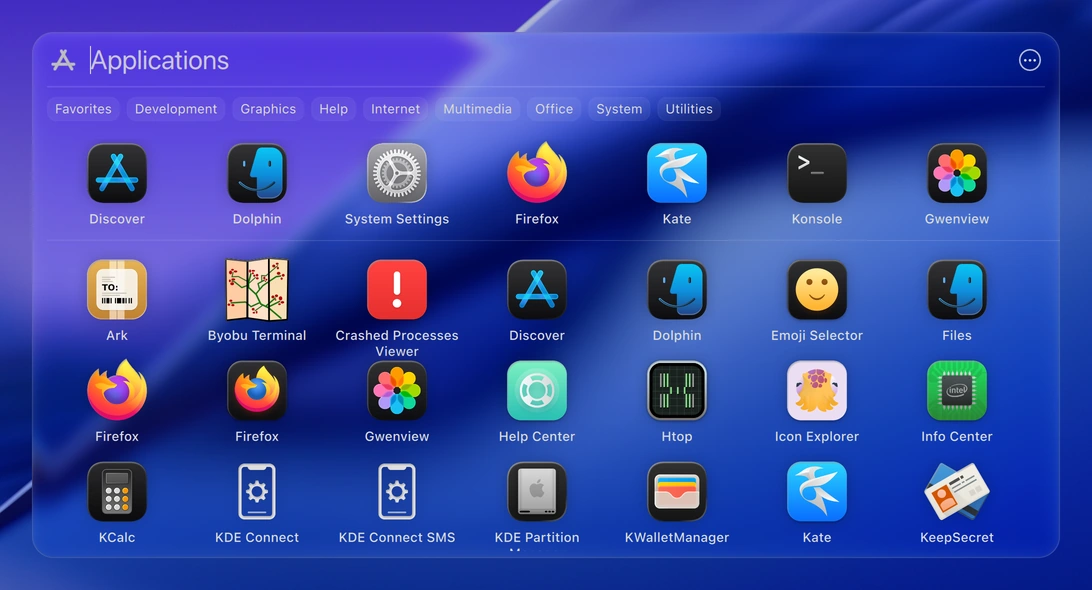 Applications
Favorites Development Graphics Help Internet Multimedia Office System Utilities
>_
Discover Dolphin System Settings Firefox Kate Konsole Gwenview
TO:
Ark Byobu Terminal Crashed Processes Discover Dolphin Emoji Selector Files
Viewer
intel
Firefox Firefox Gwenview Help Center Htop Icon Explorer Info Center
KCalc KDE Connect KDE Connect SMS KDE Partition KWalletManager Kate KeepSecret